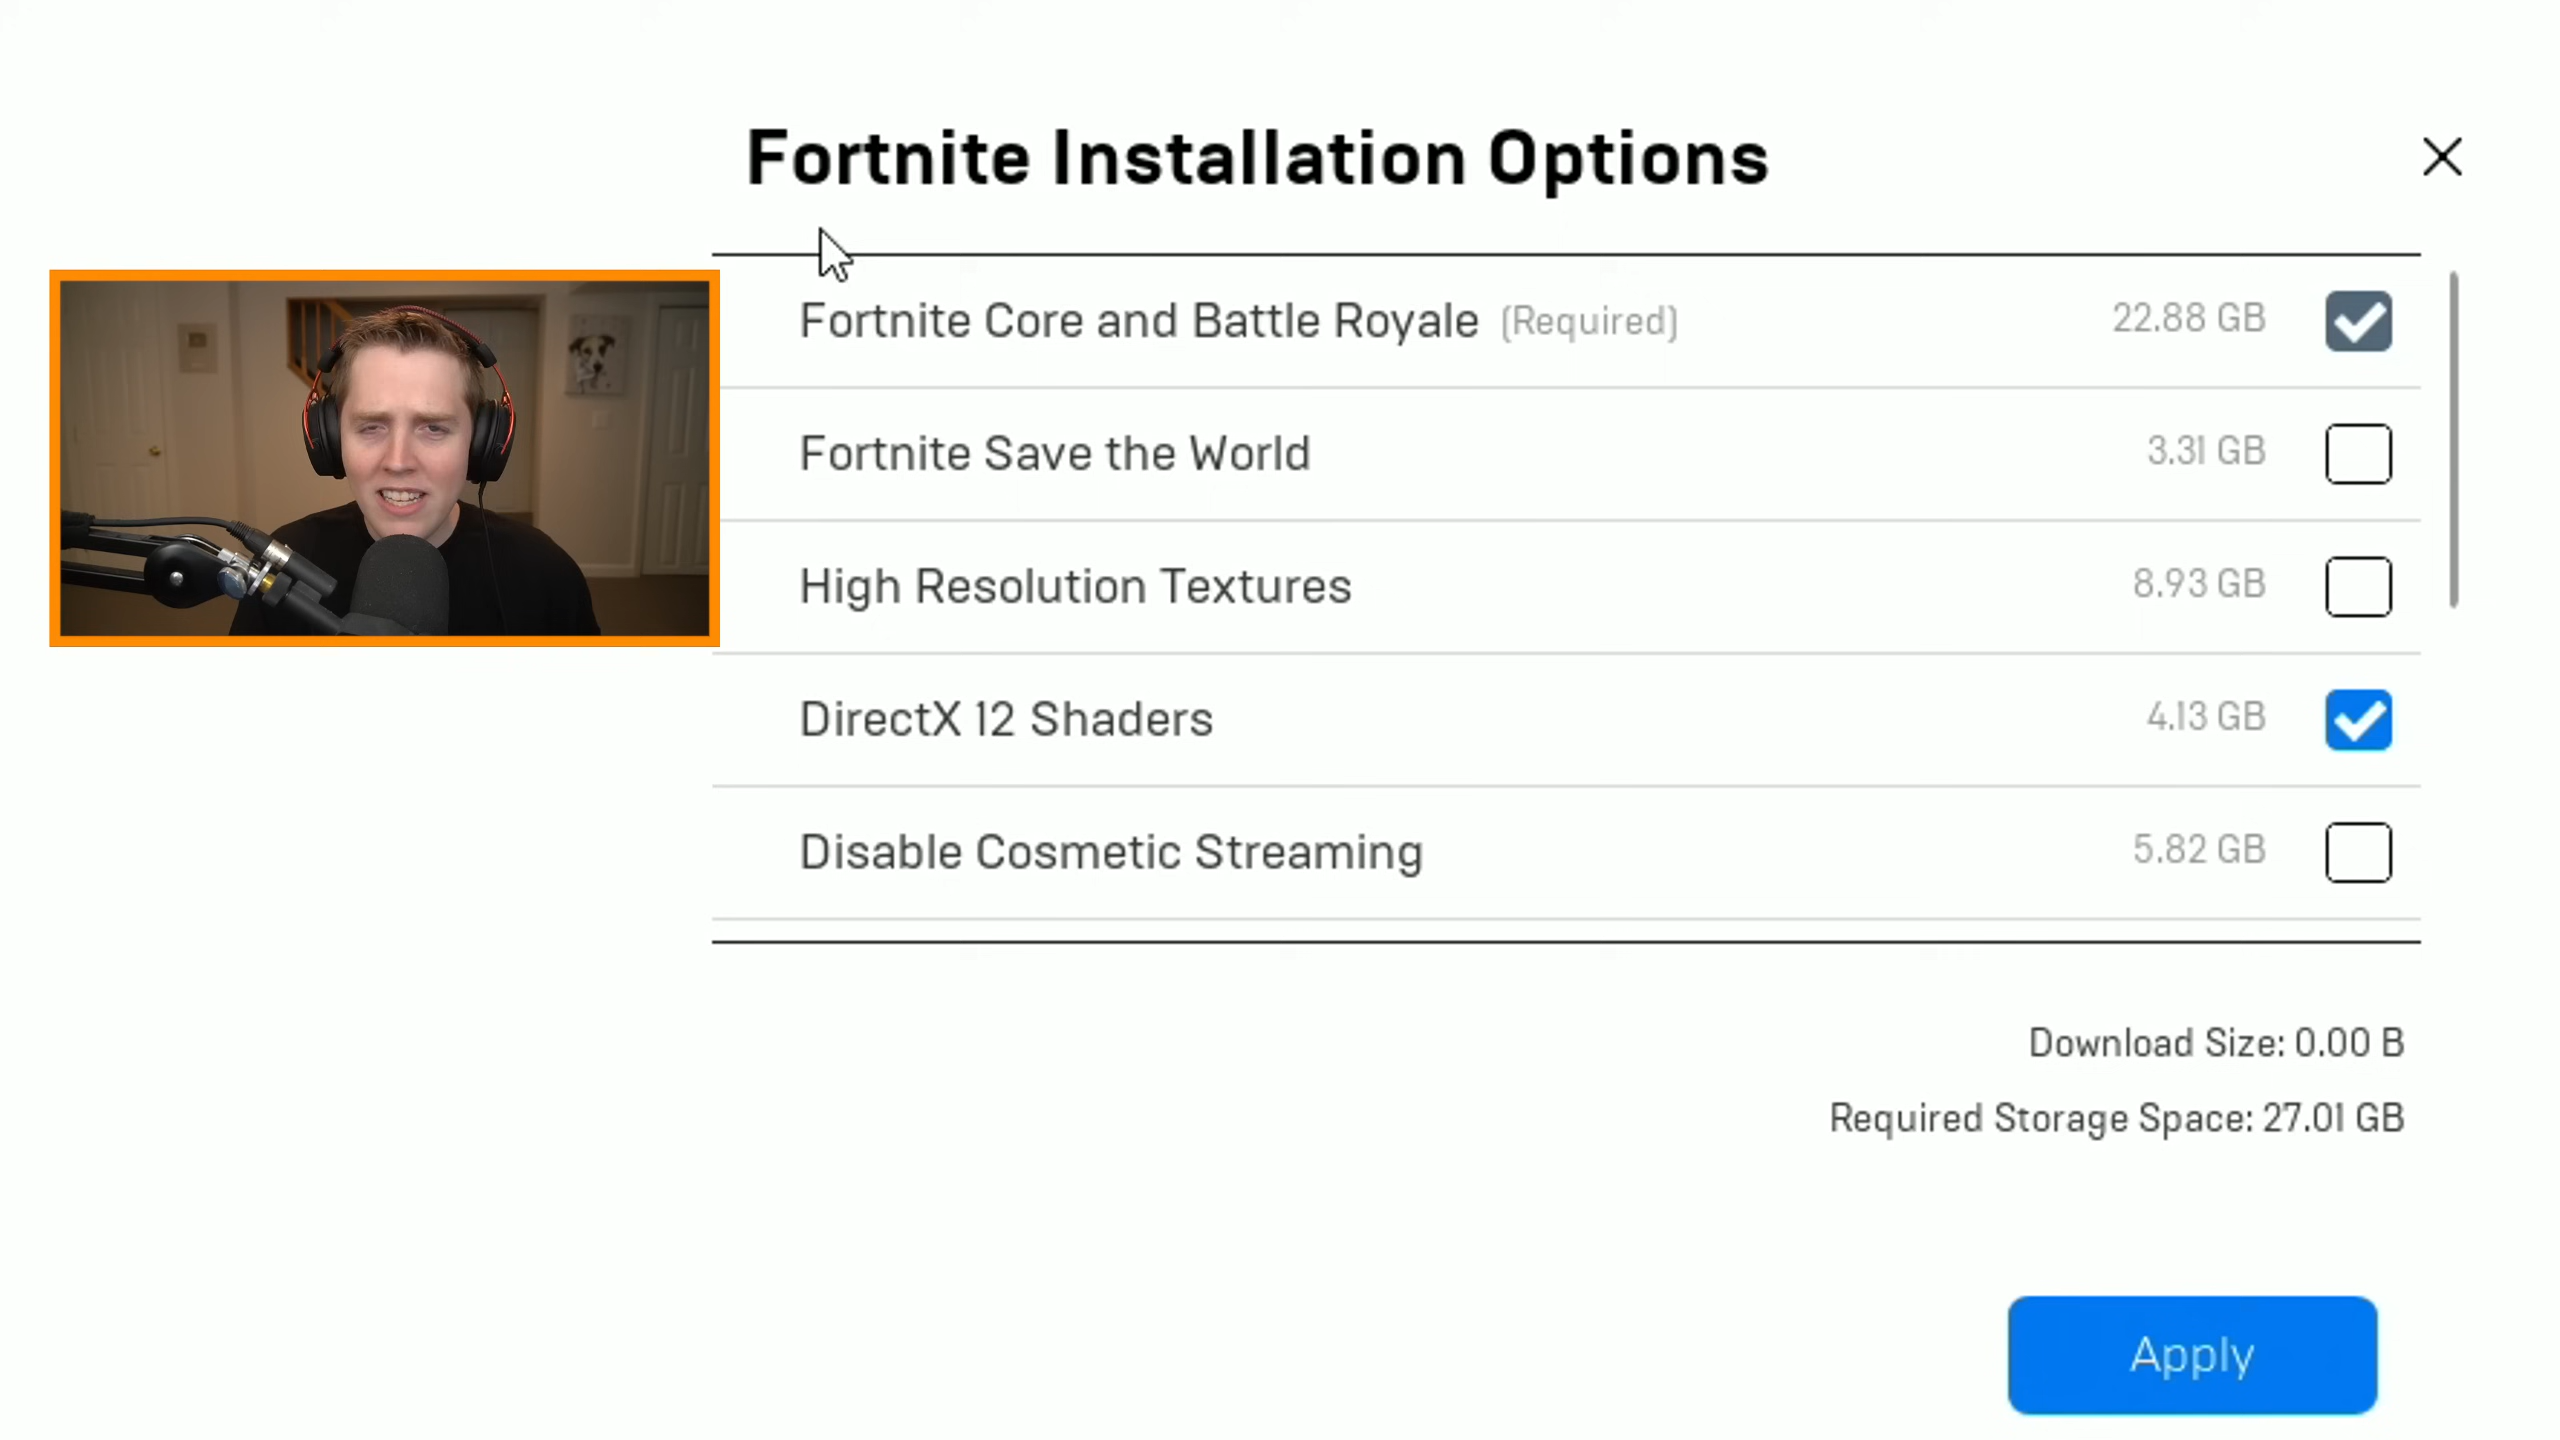 Fortnite Installation Options
Fortnite Core and Battle Royale (Required) 22.88 GB
Fortnite Save the World 3.31 GB
High Resolution Textures 8.93 GB
DirectX 12 Shaders 4.13 GB
Disable Cosmetic Streaming 5.82 GB
Download Size: 0.00 B
Required Storage Space: 27.01 GB
Apply